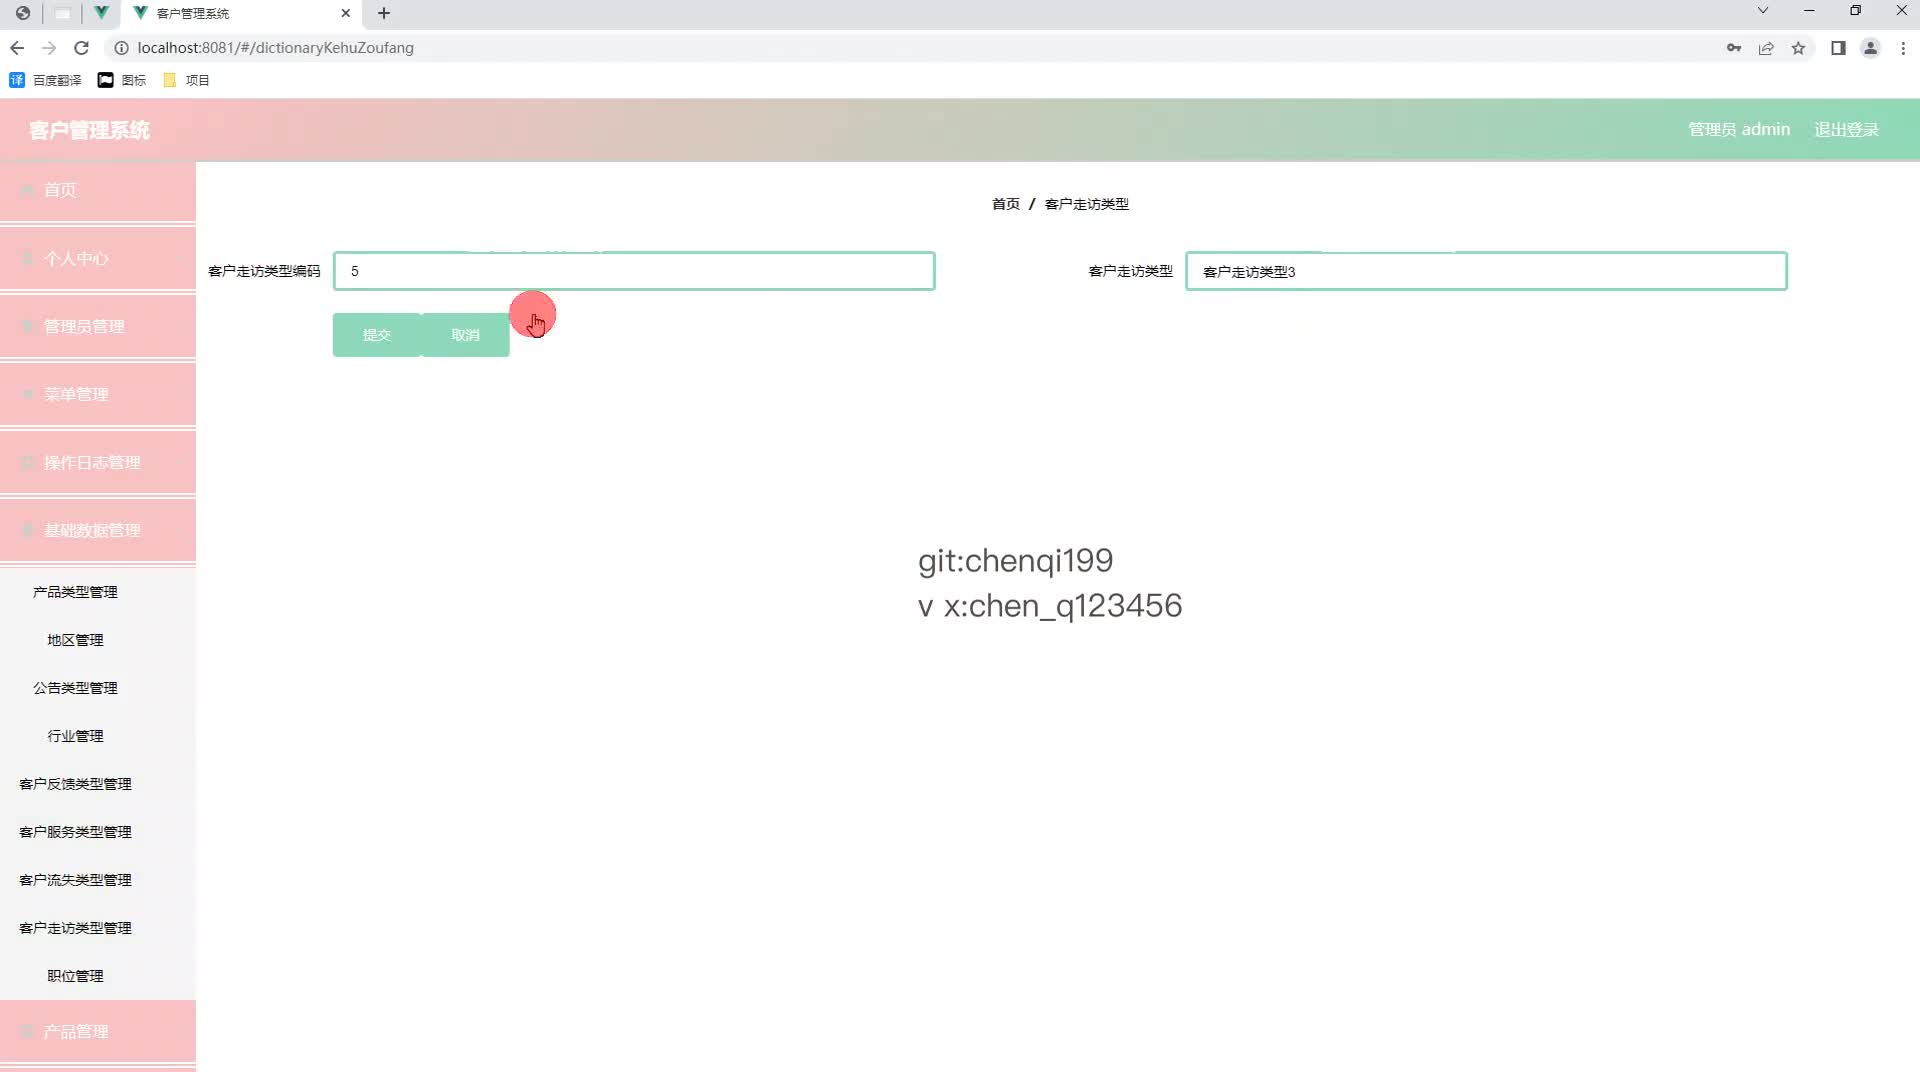 客户管理系统
localhost:8081/#/dictionaryKehuZoufang
百度翻译
图标
项目
客户管理系统
管理员 admin
退出登录
首页
个人中心
管理员管理
菜单管理
操作日志管理
基础数据管理
产品类型管理
地区管理
公告类型管理
行业管理
客户反馈类型管理
客户服务类型管理
客户流失类型管理
客户走访类型管理
职位管理
产品管理
首页 / 客户走访类型
客户走访类型编码
5
客户走访类型
客户走访类型3
提交
取消
git:chenqi199
v x:chen_q123456